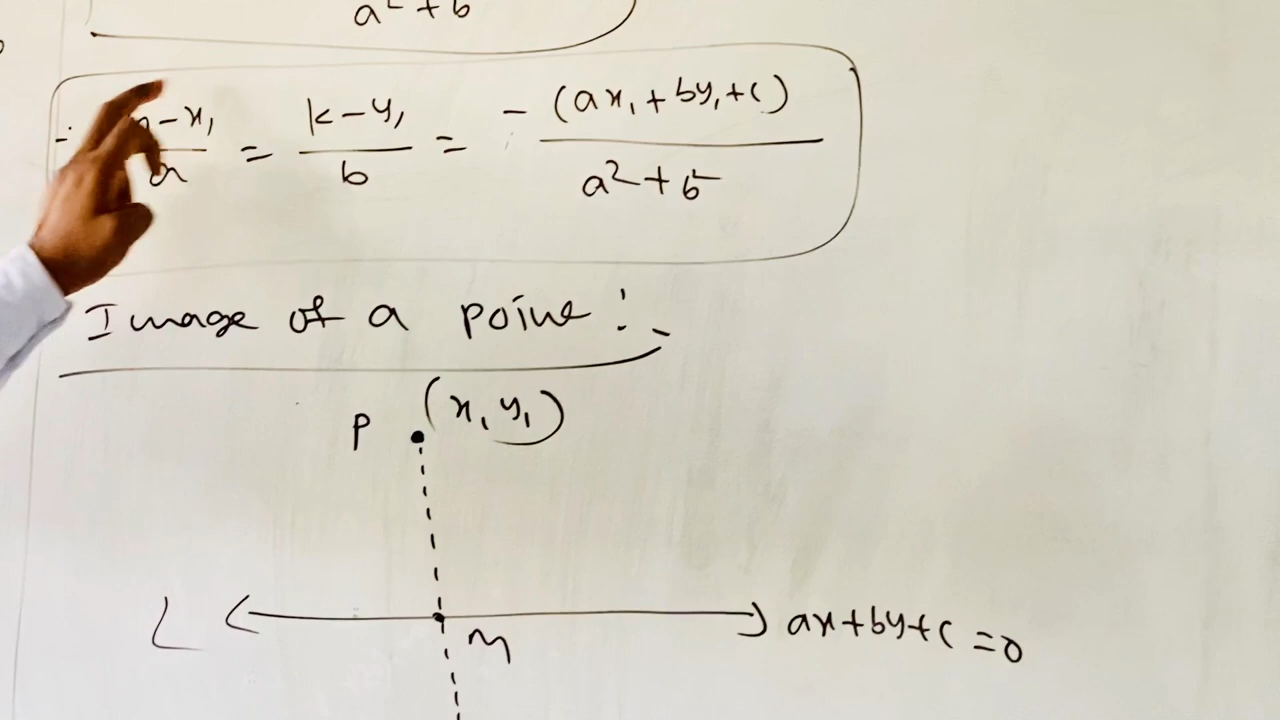 a² + b
h - x₁ / a = k - y₁ / b = - (ax₁ + by₁ + c) / a² + b²
Image of a point :-
P (x₁ y₁)
L ax + by + c = 0
M